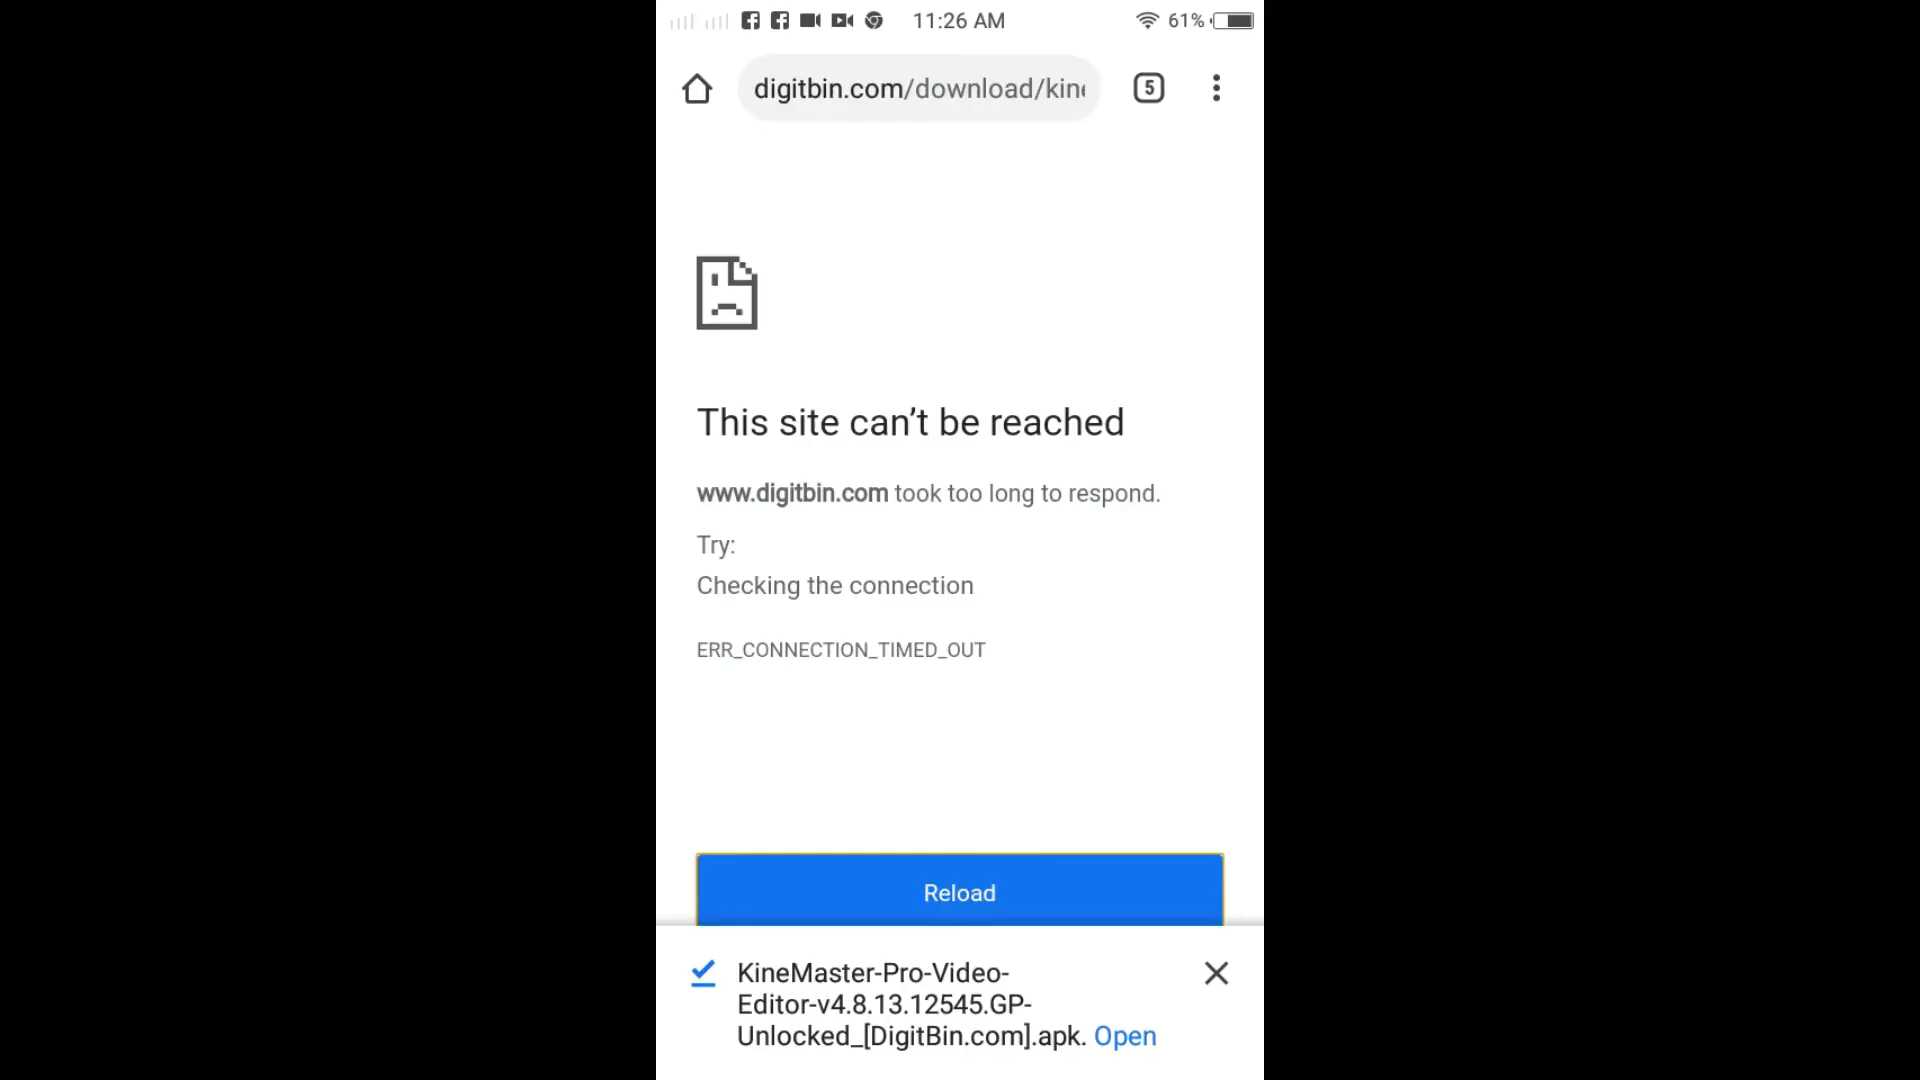 11:26 AM
61%
digitbin.com/download/kine
5
This site can’t be reached
www.digitbin.com took too long to respond.
Try:
Checking the connection
ERR_CONNECTION_TIMED_OUT
Reload
KineMaster-Pro-Video-
Editor-v4.8.13.12545.GP-
Unlocked_[DigitBin.com].apk. Open